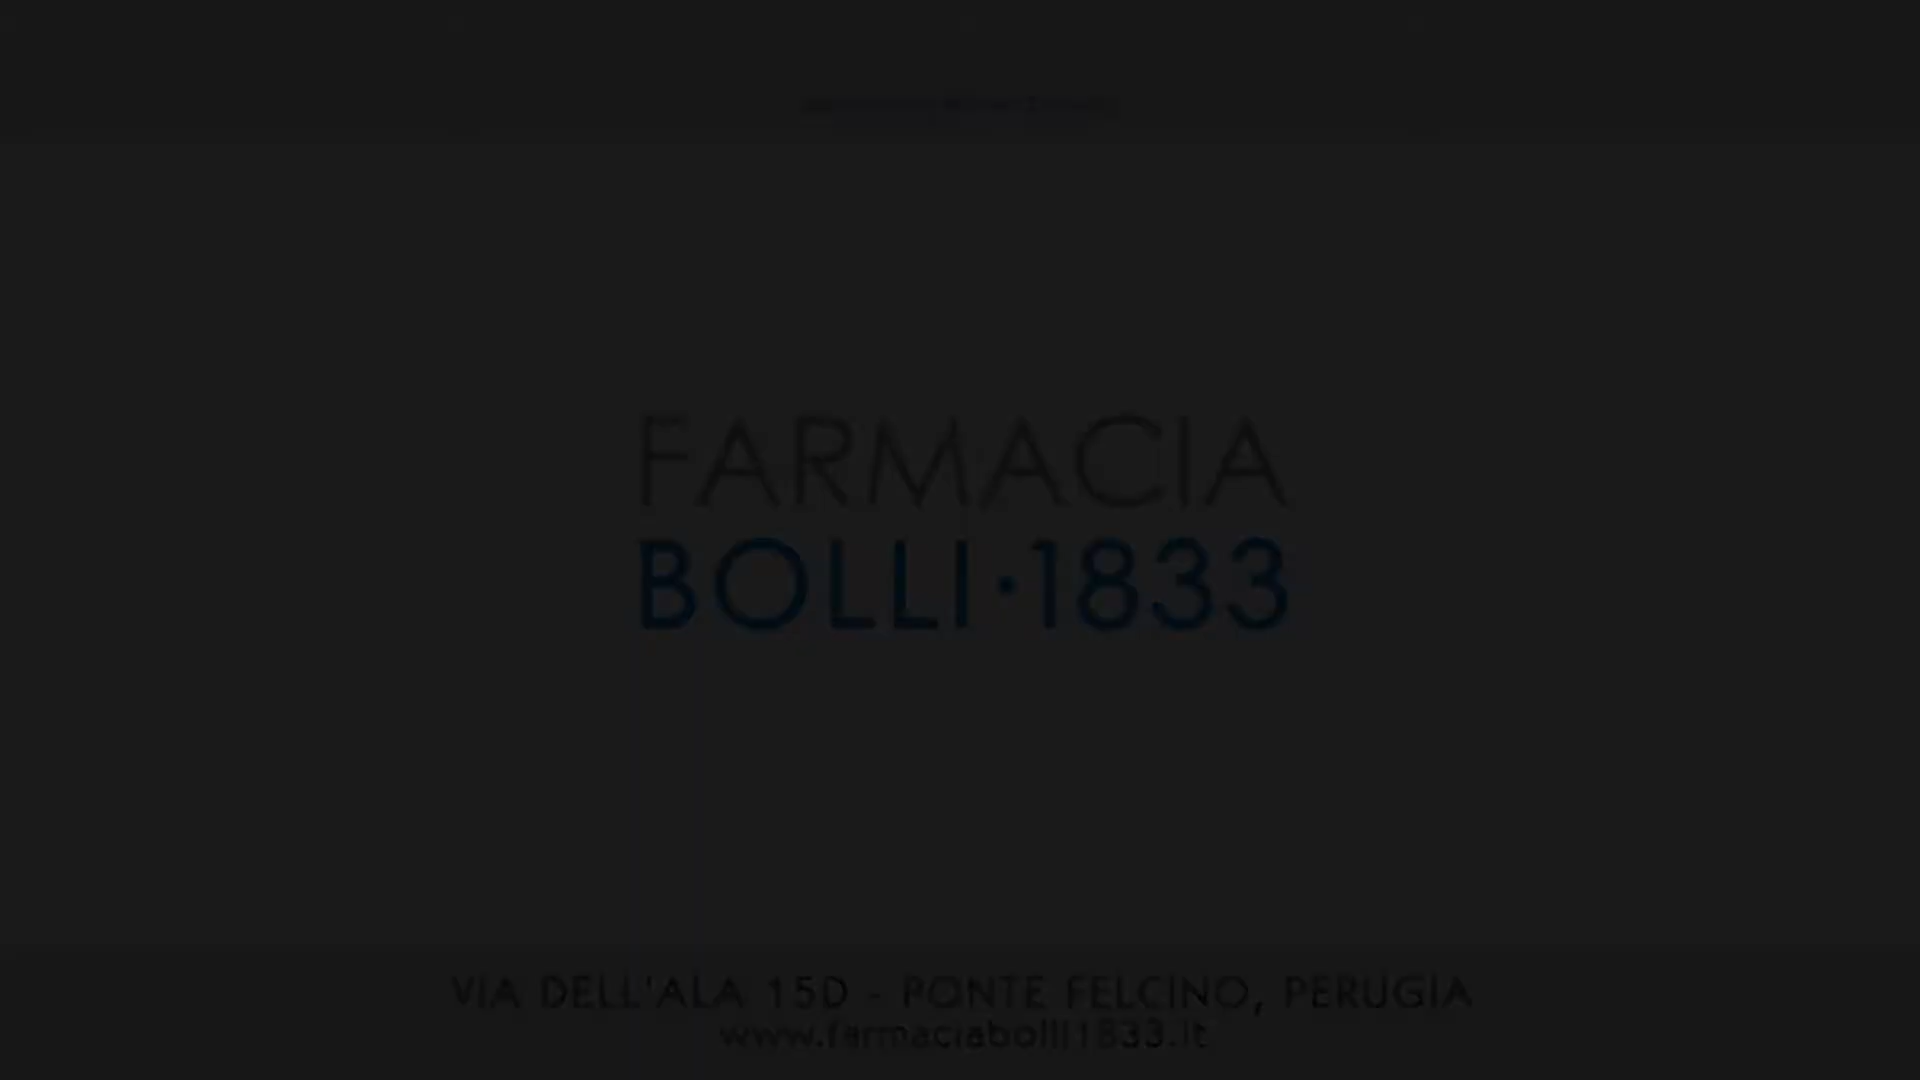 FARMACIA
BOLLI·1833
VIA DELL'ALA 15D - PONTE FELCINO, PERUGIA
www.farmaciabolli1833.it